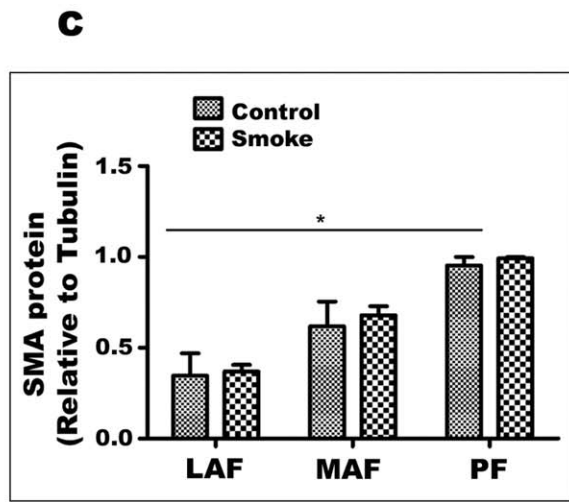 C
Control
Smoke
SMA protein
(Relative to Tubulin)
1.5
1.0
0.5
0.0
*
LAF MAF PF